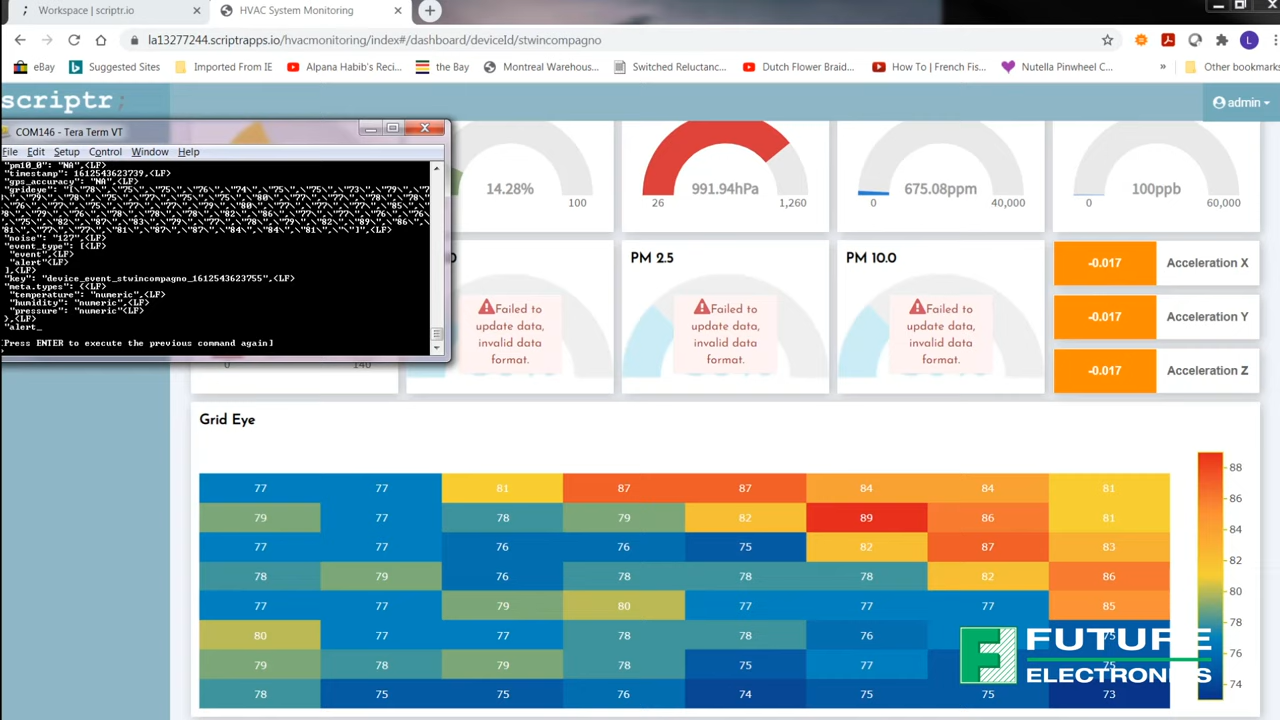 Workspace | scriptr.io
HVAC System Monitoring
la13277244.scriptrapps.io/hvacmonitoring/index#/dashboard/deviceId/stwincompagno
L
eBay
Suggested Sites
Imported From IE
Alpana Habib's Reci...
the Bay
Montreal Warehous...
Switched Reluctanc...
Dutch Flower Braid...
How To | French Fis...
Nutella Pinwheel C...
»
Other bookmarks
scriptr;
admin
COM146 - Tera Term VT
File Edit Setup Control Window Help
"pm10_0": "NA",<LF>
"timestamp": 1612543623739,<LF>
"gps_accuracy": "NA",<LF>
"noise": "127",<LF>
"event_type": [<LF>
"event",<LF>
"alert"<LF>
],<LF>
"key": "device_event_stwincompagno_1612543623755",<LF>
"meta.types": {<LF>
"temperature": "numeric",<LF>
"humidity": "numeric",<LF>
"pressure": "numeric"<LF>
},<LF>
"alert_
[Press ENTER to execute the previous command again]
14.28%
100
991.94hPa
26 1,260
675.08ppm
0 40,000
100ppb
0 60,000
140
0
Failed to
update data,
invalid data
format.
PM 2.5
Failed to
update data,
invalid data
format.
PM 10.0
Failed to
update data,
invalid data
format.
-0.017 Acceleration X
-0.017 Acceleration Y
-0.017 Acceleration Z
Grid Eye
77 77 81 87 87 84 84 81
79 77 78 79 82 89 86 81
77 77 76 76 75 82 87 83
78 79 76 78 78 78 82 86
77 77 79 80 77 77 77 85
80 77 77 78 78 76 75
79 78 79 78 75 77 75
78 75 75 76 74 75 75 73
88
86
84
82
80
78
76
74
FUTURE
ELECTRONICS